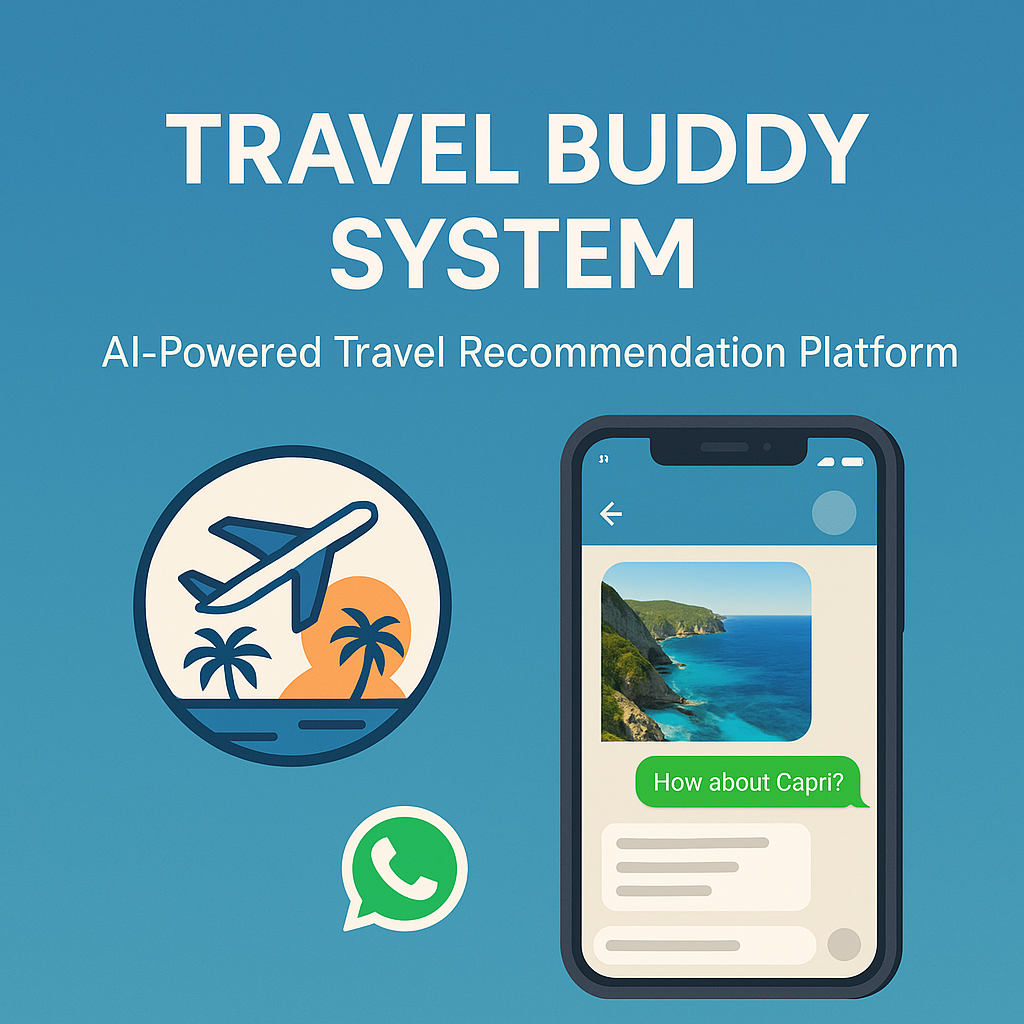 TRAVEL BUDDY
SYSTEM
AI-Powered Travel Recommendation Platform
How about Capri?